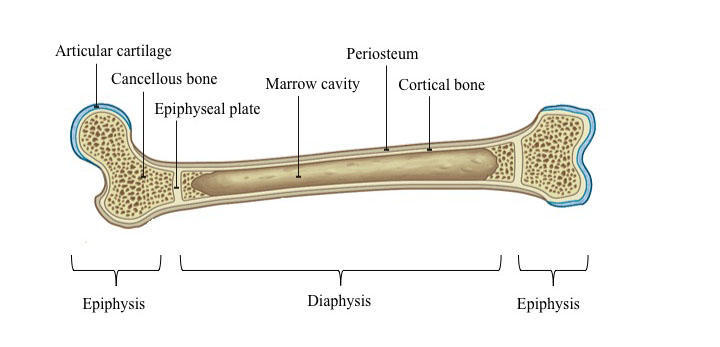 Articular cartilage
Periosteum
Cancellous bone
Marrow cavity
Cortical bone
Epiphyseal plate
Epiphysis
Diaphysis
Epiphysis